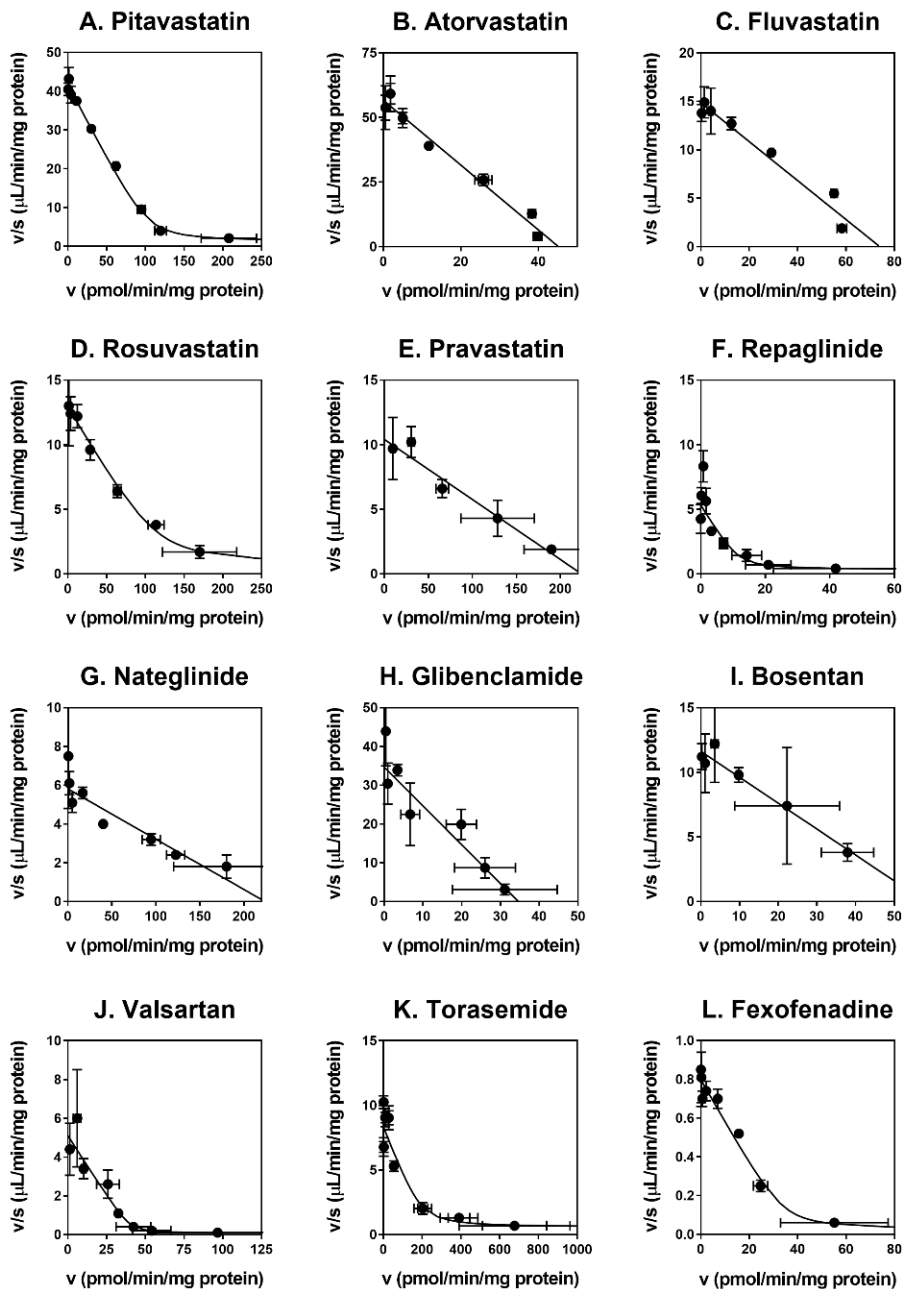 A. Pitavastatin
B. Atorvastatin
C. Fluvastatin
v/s (μL/min/mg protein)
50
40
30
20
10
0
0 50 100 150 200 250
v (pmol/min/mg protein)
v/s (μL/min/mg protein)
75
50
25
0
0 20 40
v (pmol/min/mg protein)
v/s (μL/min/mg protein)
20
15
10
5
0
0 20 40 60 80
v (pmol/min/mg protein)
D. Rosuvastatin
E. Pravastatin
F. Repaglinide
v/s (μL/min/mg protein)
15
10
5
0
0 50 100 150 200 250
v (pmol/min/mg protein)
v/s (μL/min/mg protein)
15
10
5
0
0 50 100 150 200
v (pmol/min/mg protein)
v/s (μL/min/mg protein)
15
10
5
0
0 20 40 60
v (pmol/min/mg protein)
G. Nateglinide
H. Glibenclamide
I. Bosentan
v/s (μL/min/mg protein)
10
8
6
4
2
0
0 50 100 150 200
v (pmol/min/mg protein)
v/s (μL/min/mg protein)
50
40
30
20
10
0
0 10 20 30 40 50
v (pmol/min/mg protein)
v/s (μL/min/mg protein)
15
10
5
0
0 10 20 30 40 50
v (pmol/min/mg protein)
J. Valsartan
K. Torasemide
L. Fexofenadine
v/s (μL/min/mg protein)
10
8
6
4
2
0
0 25 50 75 100 125
v (pmol/min/mg protein)
v/s (μL/min/mg protein)
15
10
5
0
0 200 400 600 800 1000
v (pmol/min/mg protein)
v/s (μL/min/mg protein)
1.0
0.8
0.6
0.4
0.2
0.0
0 20 40 60 80
v (pmol/min/mg protein)